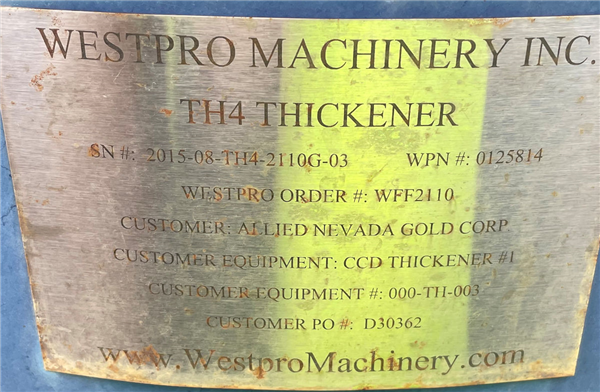 WESTPRO MACHINERY INC.
TH4 THICKENER
SN #: 2015-08-TH4-2110G-03 WPN #: 0125814
WESTPRO ORDER #: WFF2110
CUSTOMER: ALLIED NEVADA GOLD CORP
CUSTOMER EQUIPMENT: CCD THICKENER #1
CUSTOMER EQUIPMENT #: 000-TH-003
CUSTOMER PO #: D30362
www.WestproMachinery.com